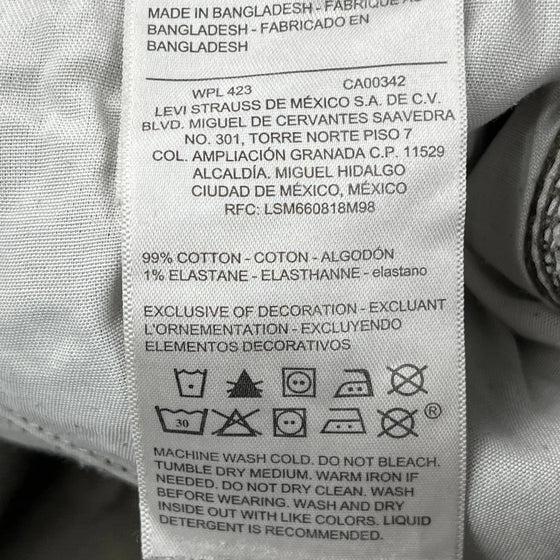 MADE IN BANGLADESH - FABRIQUÉ AU
BANGLADESH - FABRICADO EN
BANGLADESH
WPL 423 CA00342
LEVI STRAUSS DE MÉXICO S.A. DE C.V.
BLVD. MIGUEL DE CERVANTES SAAVEDRA
NO. 301, TORRE NORTE PISO 7
COL. AMPLIACIÓN GRANADA C.P. 11529
ALCALDÍA, MIGUEL HIDALGO
CIUDAD DE MÉXICO, MÉXICO
RFC: LSM660818M98
99% COTTON - COTON - ALGODÓN
1% ELASTANE - ELASTHANNE - elastano
EXCLUSIVE OF DECORATION - EXCLUANT
L'ORNEMENTATION - EXCLUYENDO
ELEMENTOS DECORATIVOS
30 ®
MACHINE WASH COLD. DO NOT BLEACH.
TUMBLE DRY MEDIUM. WARM IRON IF
NEEDED. DO NOT DRY CLEAN. WASH
BEFORE WEARING. WASH AND DRY
INSIDE OUT WITH LIKE COLORS. LIQUID
DETERGENT IS RECOMMENDED.